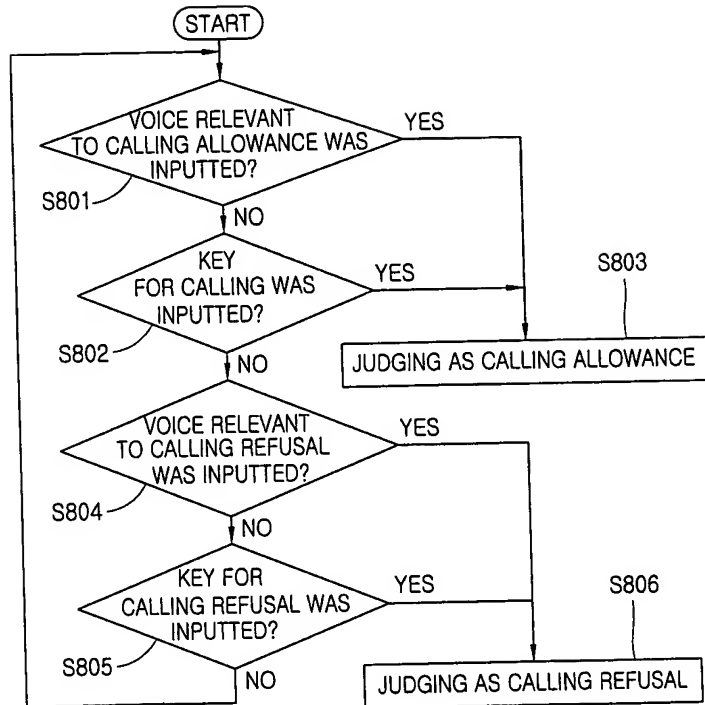 START
VOICE RELEVANT
TO CALLING ALLOWANCE WAS
INPUTTED?
YES
S801
NO
KEY
FOR CALLING WAS
INPUTTED?
YES
S803
S802
JUDGING AS CALLING ALLOWANCE
NO
VOICE RELEVANT
TO CALLING REFUSAL
WAS INPUTTED?
YES
S804
NO
KEY FOR
CALLING REFUSAL WAS
INPUTTED?
YES
S806
S805
NO
JUDGING AS CALLING REFUSAL